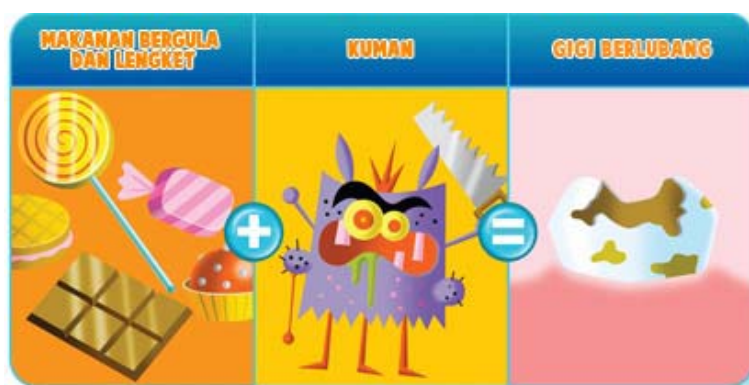 MAKANAN BERGULA
DAN LENGKET
KUMAN
GIGI BERLUBANG
+
=